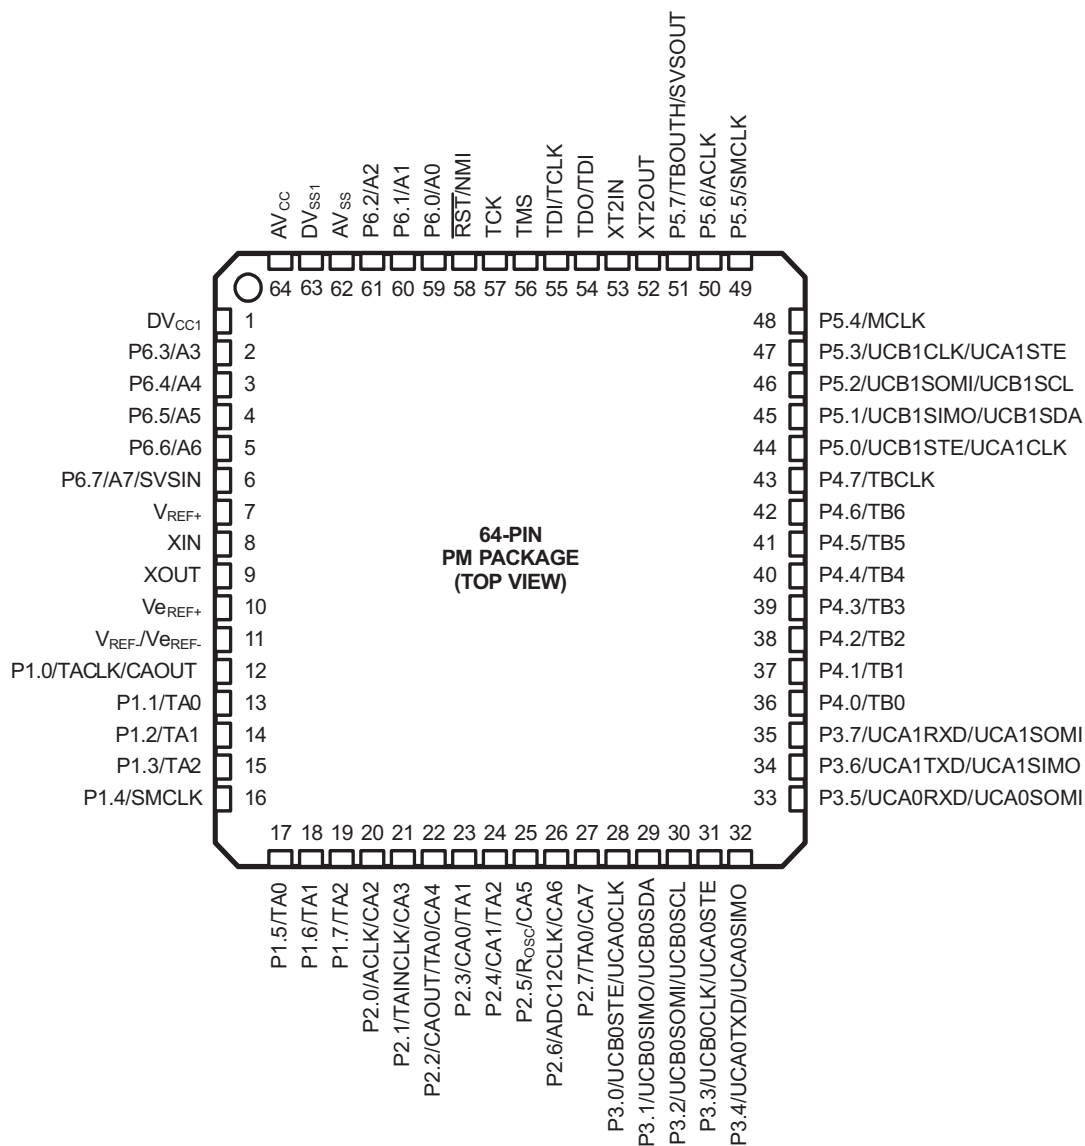 AVCC
DVSS1
AVSS
P6.2/A2
P6.1/A1
P6.0/A0
RST/NMI
TCK
TMS
TDI/TCLK
TDO/TDI
XT2IN
XT2OUT
P5.7/TBOUTH/SVSOUT
P5.6/ACLK
P5.5/SMCLK
64 63 62 61 60 59 58 57 56 55 54 53 52 51 50 49
DVCC1 1
P6.3/A3 2
P6.4/A4 3
P6.5/A5 4
P6.6/A6 5
P6.7/A7/SVSIN 6
VREF+ 7
XIN 8
XOUT 9
VeREF+ 10
VREF-/VeREF- 11
P1.0/TACLK/CAOUT 12
P1.1/TA0 13
P1.2/TA1 14
P1.3/TA2 15
P1.4/SMCLK 16
64-PIN
PM PACKAGE
(TOP VIEW)
48 P5.4/MCLK
47 P5.3/UCB1CLK/UCA1STE
46 P5.2/UCB1SOMI/UCB1SCL
45 P5.1/UCB1SIMO/UCB1SDA
44 P5.0/UCB1STE/UCA1CLK
43 P4.7/TBCLK
42 P4.6/TB6
41 P4.5/TB5
40 P4.4/TB4
39 P4.3/TB3
38 P4.2/TB2
37 P4.1/TB1
36 P4.0/TB0
35 P3.7/UCA1RXD/UCA1SOMI
34 P3.6/UCA1TXD/UCA1SIMO
33 P3.5/UCA0RXD/UCA0SOMI
17 18 19 20 21 22 23 24 25 26 27 28 29 30 31 32
P1.5/TA0
P1.6/TA1
P1.7/TA2
P2.0/ACLK/CA2
P2.1/TAINCLK/CA3
P2.2/CAOUT/TA0/CA4
P2.3/CA0/TA1
P2.4/CA1/TA2
P2.5/ROSC/CA5
P2.6/ADC12CLK/CA6
P2.7/TA0/CA7
P3.0/UCB0STE/UCA0CLK
P3.1/UCB0SIMO/UCB0SDA
P3.2/UCB0SOMI/UCB0SCL
P3.3/UCB0CLK/UCA0STE
P3.4/UCA0TXD/UCA0SIMO